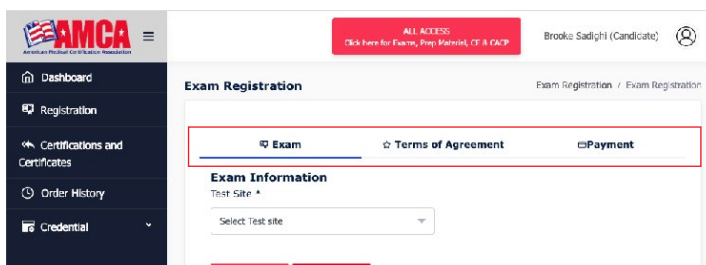 AMCA
American Medical Certification Association
ALL ACCESS
Click here for Exams, Prep Material, CE & CACP
Brooke Sadighi (Candidate)
Dashboard
Registration
Certifications and
Certificates
Order History
Credential
Exam Registration
Exam Registration / Exam Registration
Exam
Terms of Agreement
Payment
Exam Information
Test Site *
Select Test site